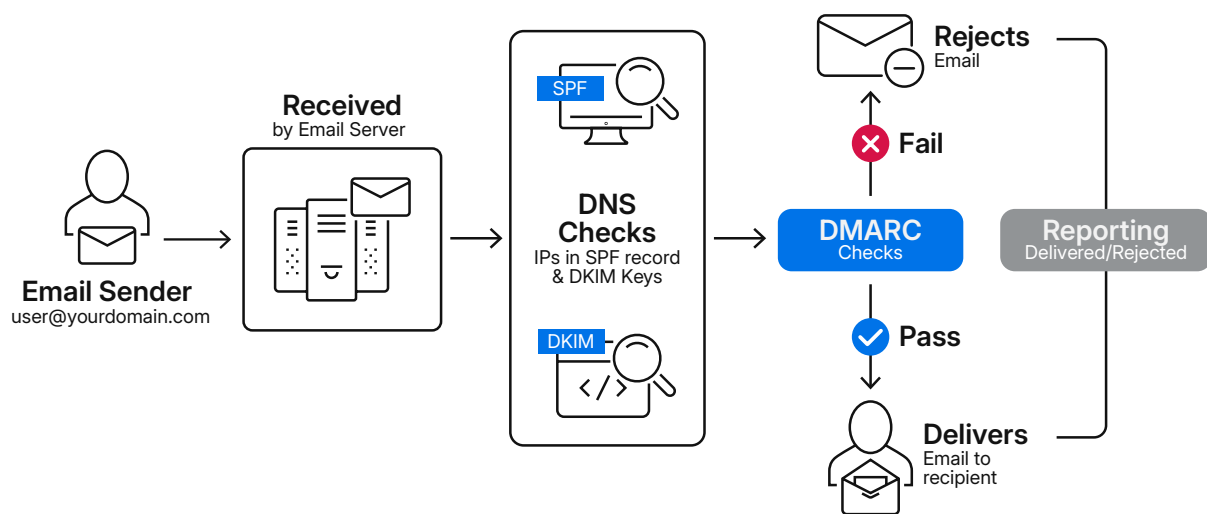 Email Sender
user@yourdomain.com
Received
by Email Server
SPF
DNS
Checks
IPs in SPF record
& DKIM Keys
DKIM
</>
DMARC
Checks
Rejects
Email
Fail
Pass
Delivers
Email to
recipient
Reporting
Delivered/Rejected